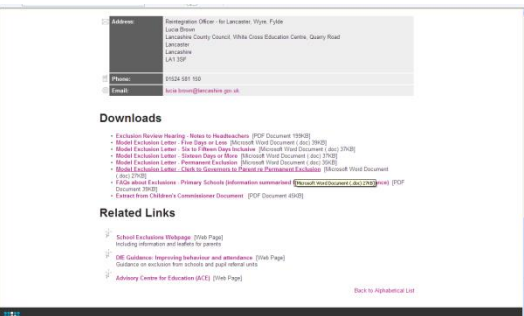 Address:
Reintegration Officer - for Lancaster, Wyre, Fylde
Lucia Brown
Lancashire County Council, White Cross Education Centre, Quarry Road
Lancaster
Lancashire
LA1 3SF
Phone:
01524 581 150
Email:
lucia.brown@lancashire.gov.uk
Downloads
Exclusion Review Hearing - Notes to Headteachers [PDF Document 199KB]
Model Exclusion Letter - Five Days or Less [Microsoft Word Document (.doc) 39KB]
Model Exclusion Letter - Six to Fifteen Days Inclusive [Microsoft Word Document (.doc) 37KB]
Model Exclusion Letter - Sixteen Days or More [Microsoft Word Document (.doc) 37KB]
Model Exclusion Letter - Permanent Exclusion [Microsoft Word Document (.doc) 36KB]
Model Exclusion Letter - Clerk to Governors to Parent re Permanent Exclusion [Microsoft Word Document
(.doc) 27KB]
FAQs about Exclusions - Primary Schools (information summarised Microsoft Word Document (.doc) 27KB nce) [PDF
Document 39KB]
Extract from Children's Commissioner Document [PDF Document 45KB]
Related Links
School Exclusions Webpage [Web Page]
Including information and leaflets for parents
DfE Guidance: Improving behaviour and attendance [Web Page]
Guidance on exclusion from schools and pupil referral units
Advisory Centre for Education (ACE) [Web Page]
Back to Alphabetical List